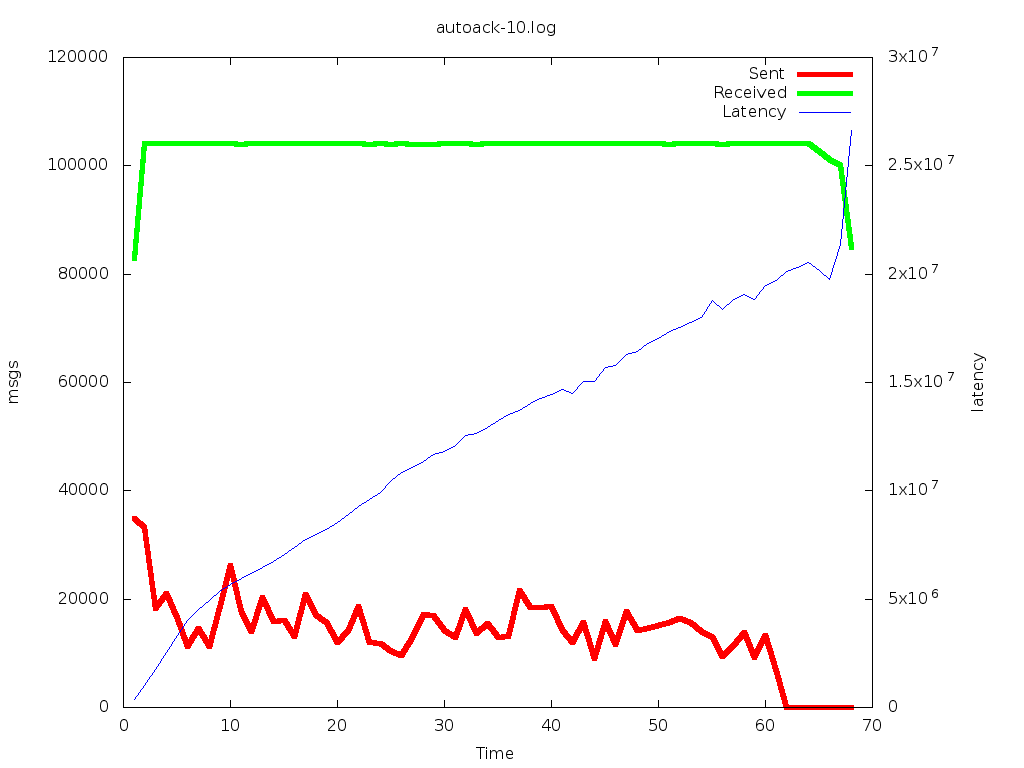 autoack-10.log
120000
100000
80000
60000
40000
20000
0
msgs
3x10^7
2.5x10^7
2x10^7
1.5x10^7
1x10^7
5x10^6
0
latency
Sent
Received
Latency
0 10 20 30 40 50 60 70
Time